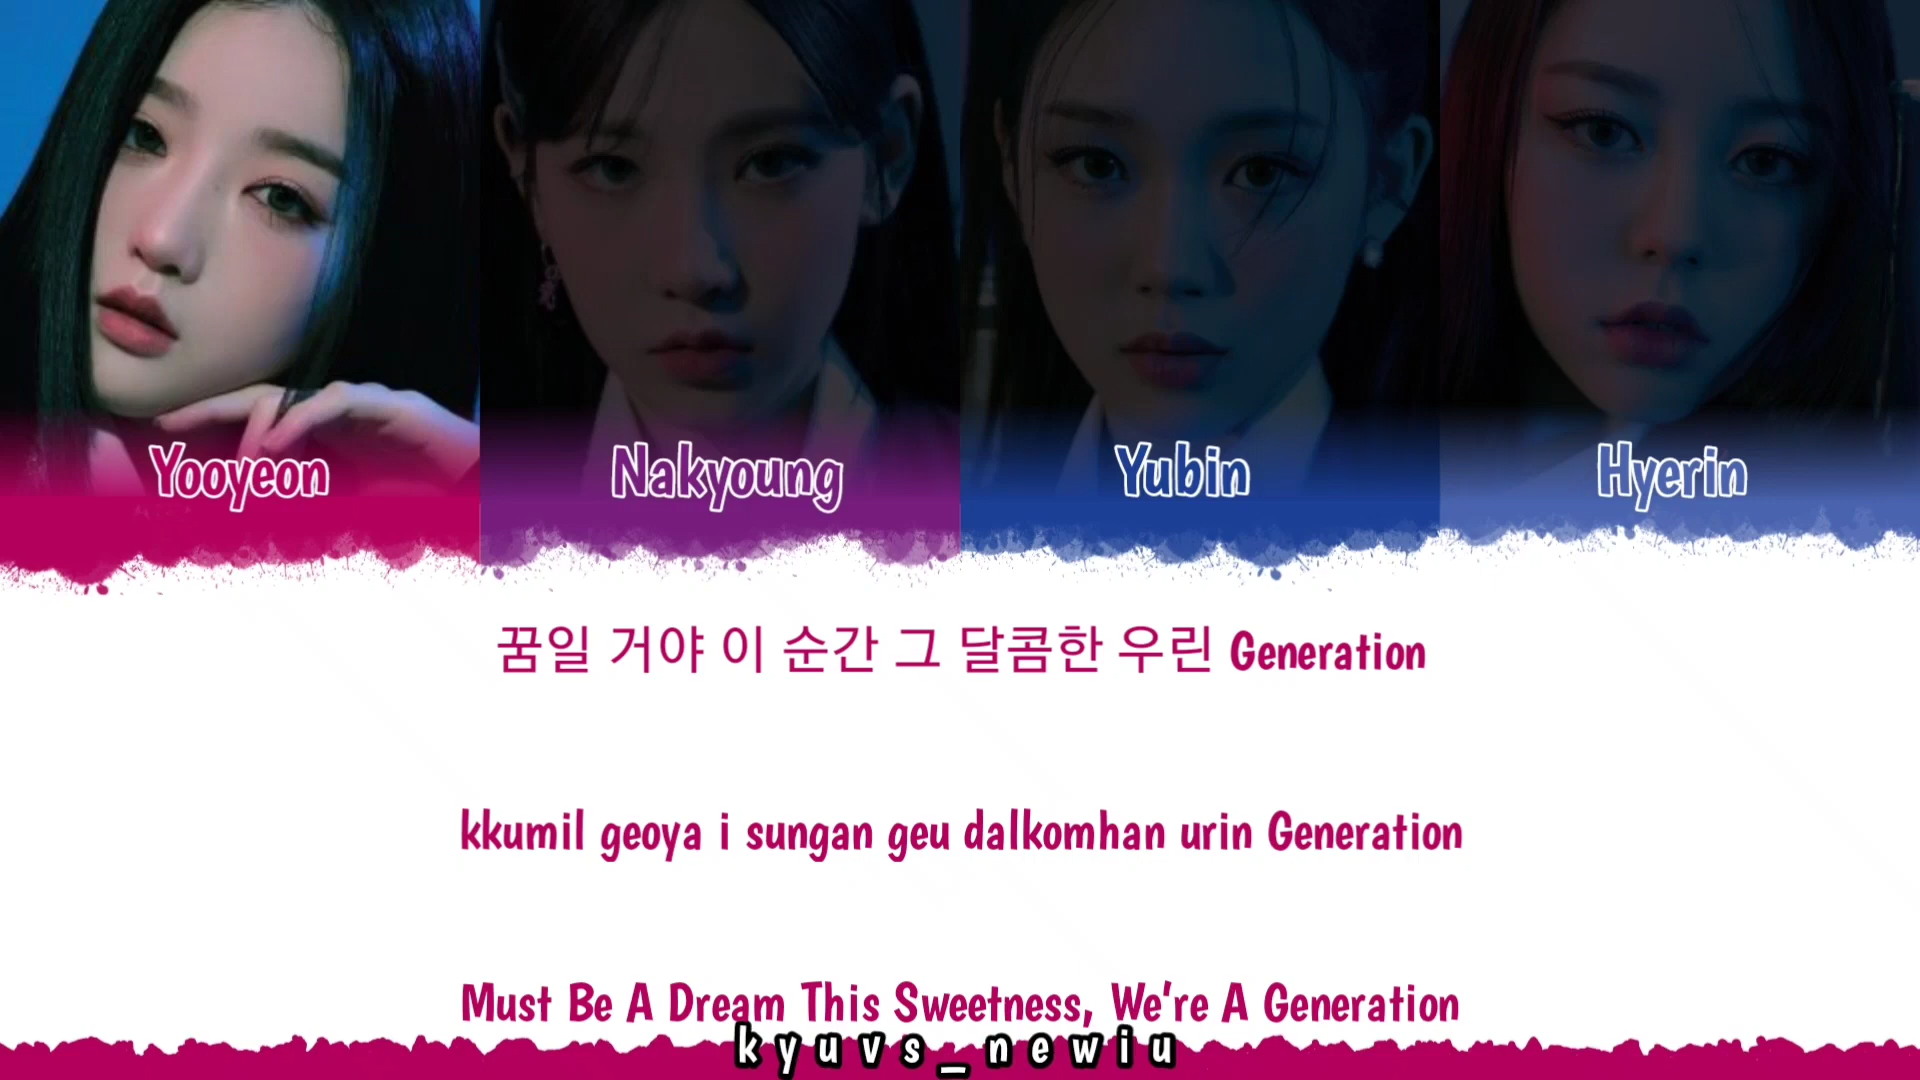 Yooyeon Nakyoung Yubin Hyerin
꿈일 거야 이 순간 그 달콤한 우린 Generation
kkumil geoya i sungan geu dalkomhan urin Generation
Must Be A Dream This Sweetness, We're A Generation
kyuvs_newiu